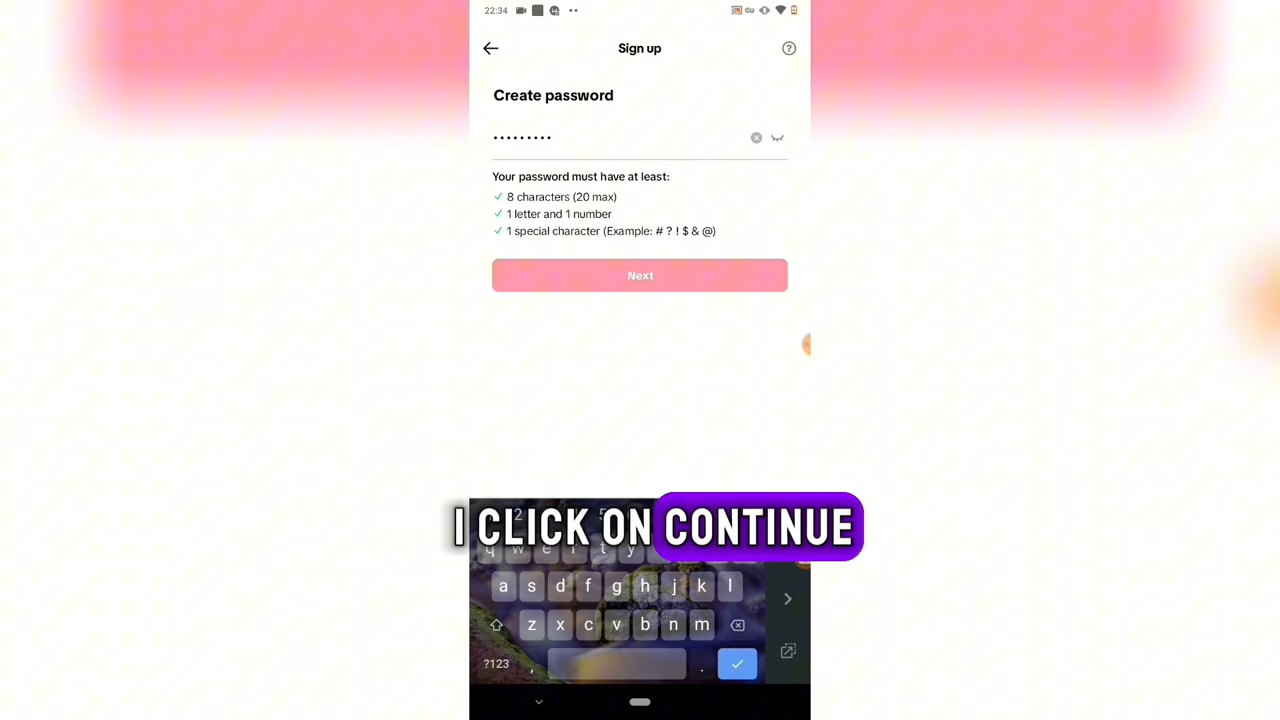 22:34
Sign up
Create password
•••••••••
Your password must have at least:
8 characters (20 max)
1 letter and 1 number
1 special character (Example: # ? ! $ & @)
Next
I CLICK ON CONTINUE
q w e r t y
a s d f g h j k l
z x c v b n m
?123 , .